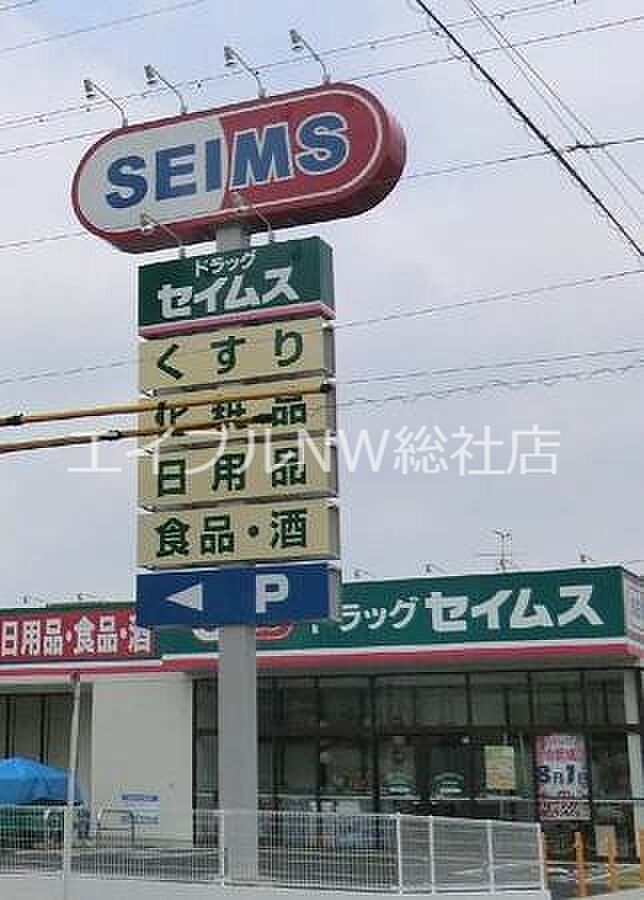 SEIMS
ドラッグ
セイムス
くすり
化粧品
日用品
エイブルNW総社店
食品・酒
P
ドラッグ セイムス
日用品・食品・酒